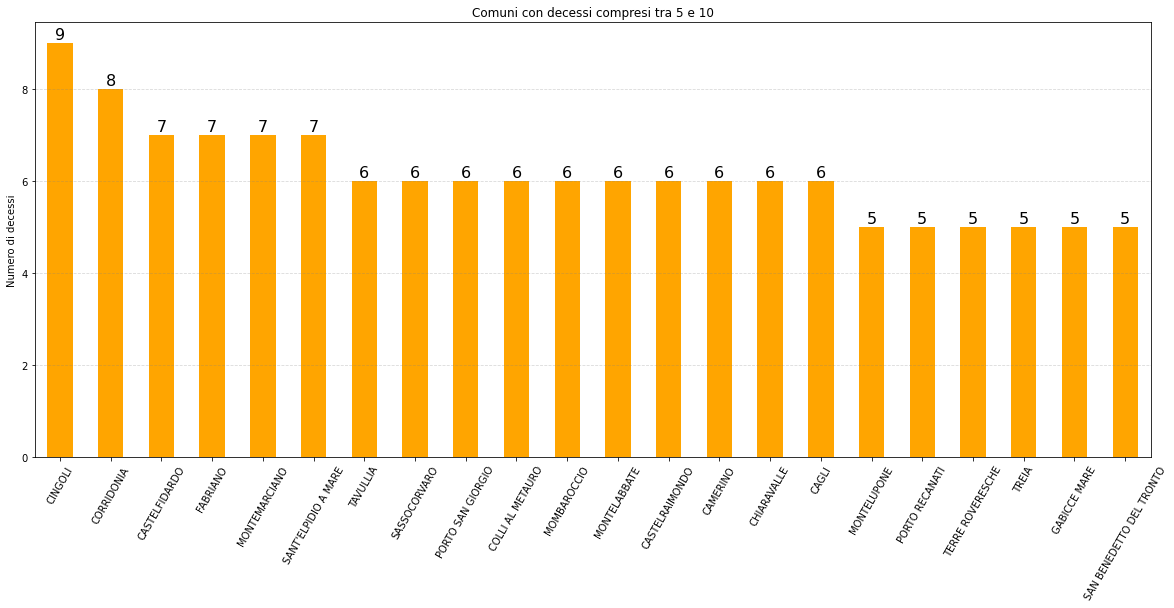 Comuni con decessi compresi tra 5 e 10
Numero di decessi
8
6
4
2
0
9
8
7
7
7
7
6
6
6
6
6
6
6
6
6
6
5
5
5
5
5
5
CINGOLI
CORRIDONIA
CASTELFIDARDO
FABRIANO
MONTEMARCIANO
SANT'ELPIDIO A MARE
TAVULLIA
SASSOCORVARO
PORTO SAN GIORGIO
COLLI AL METAURO
MOMBAROCCIO
MONTELABBATE
CASTELRAIMONDO
CAMERINO
CHIARAVALLE
CAGLI
MONTELUPONE
PORTO RECANATI
TERRE ROVERESCHE
TREIA
GABICCE MARE
SAN BENEDETTO DEL TRONTO